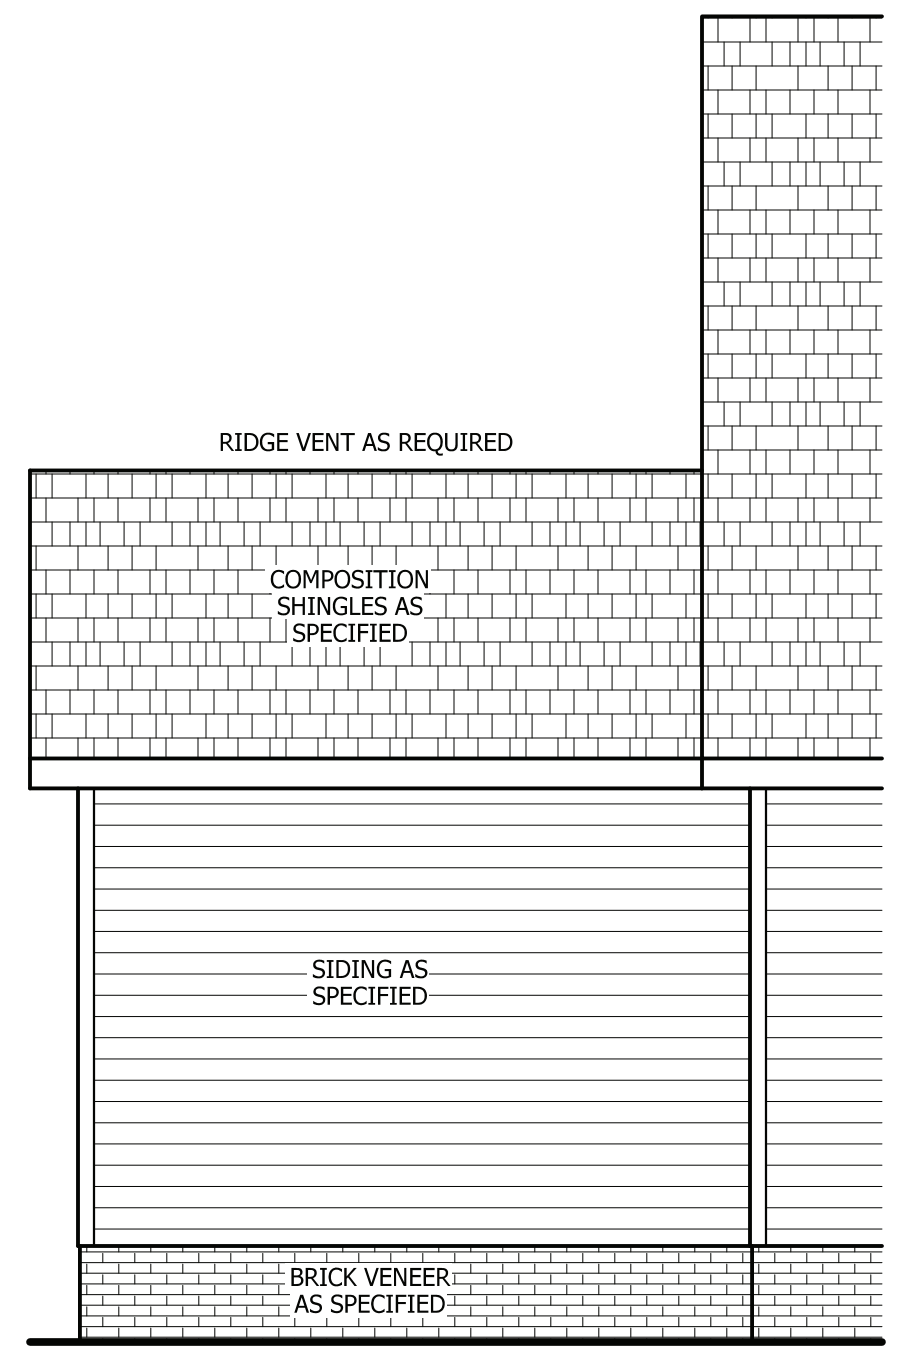 RIDGE VENT AS REQUIRED
COMPOSITION
SHINGLES AS
SPECIFIED
SIDING AS
SPECIFIED
BRICK VENEER
AS SPECIFIED